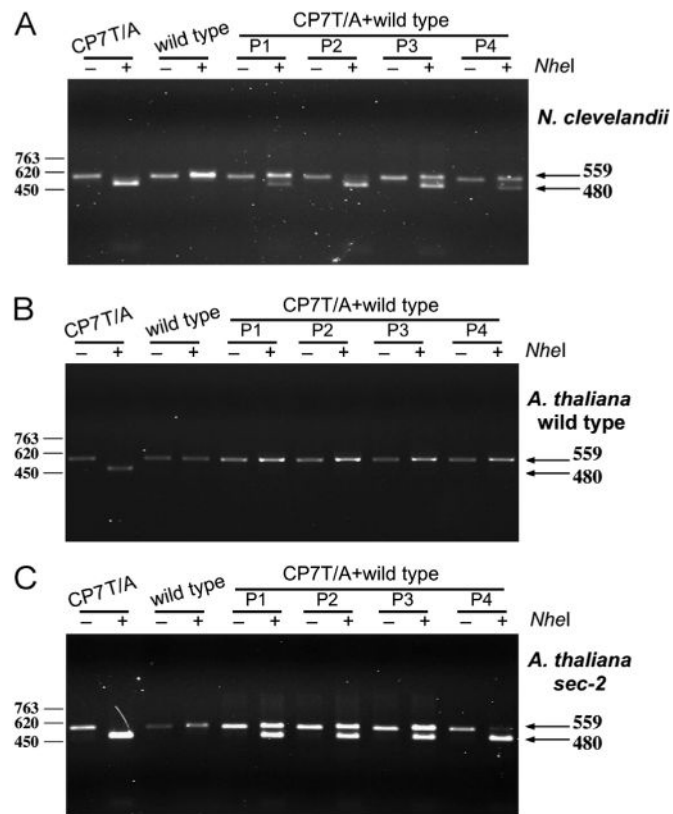 A
CP7T/A wild type CP7T/A+wild type
P1 P2 P3 P4
– + – + – + – + – + – + NheI
N. clevelandii
763
620
450
559
480
B
CP7T/A wild type CP7T/A+wild type
P1 P2 P3 P4
– + – + – + – + – + – + NheI
A. thaliana
wild type
763
620
450
559
480
C
CP7T/A wild type CP7T/A+wild type
P1 P2 P3 P4
– + – + – + – + – + – + NheI
A. thaliana
sec-2
763
620
450
559
480